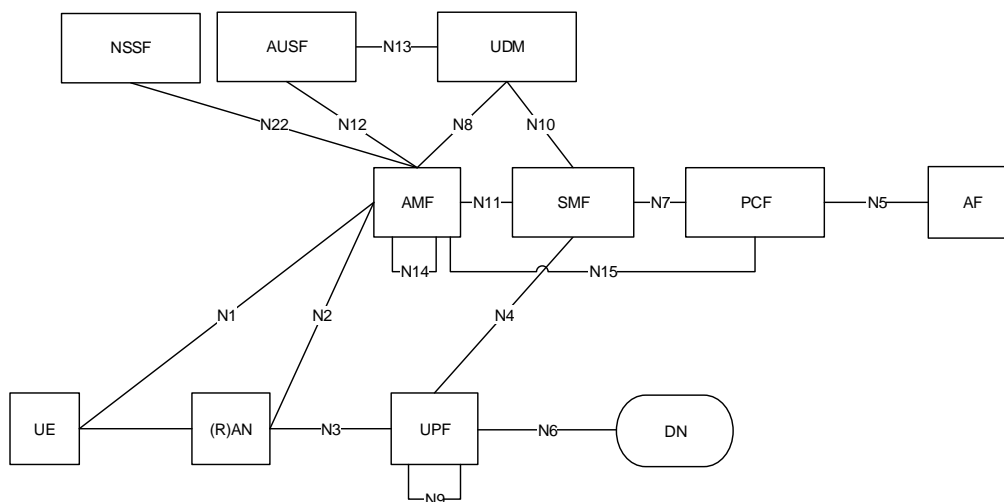 NSSF
AUSF
N13
UDM
N22
N12
N8
N10
AMF
N11
SMF
N7
PCF
N5
AF
N14
N15
N1
N2
N4
UE
(R)AN
N3
UPF
N6
DN
N9